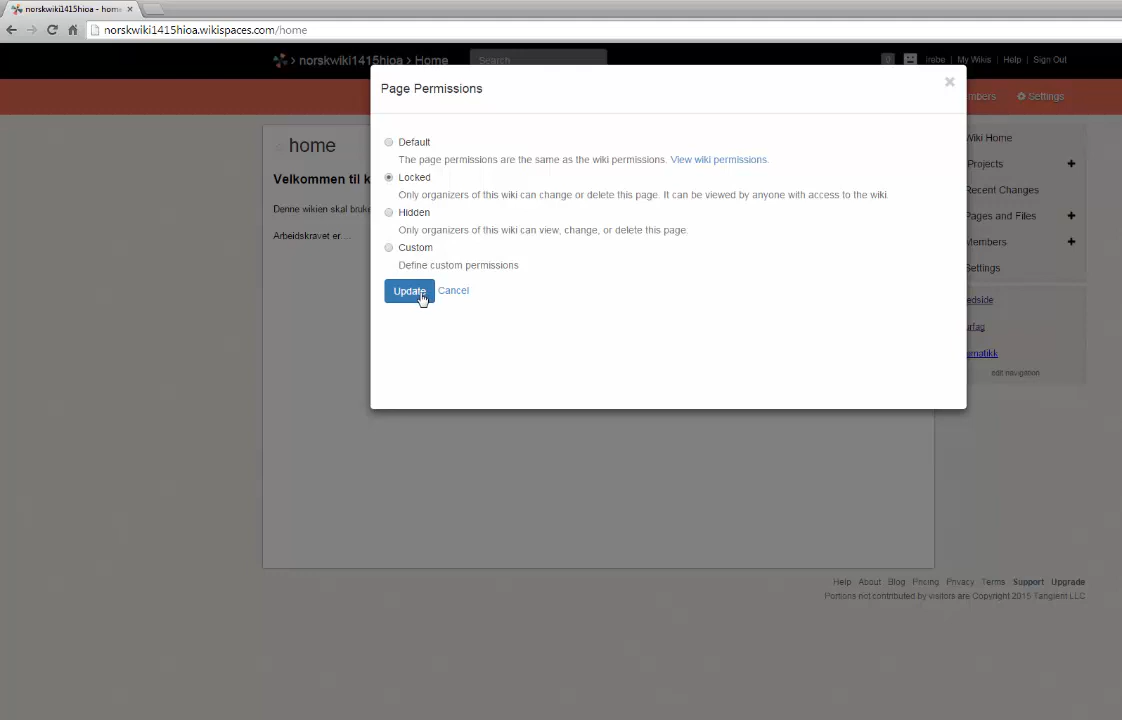 norskwiki1415hioa - home
norskwiki1415hioa.wikispaces.com/home
norskwiki1415hioa › Home
Search
0
irebe | My Wikis | Help | Sign Out
Page Permissions
mbers
Settings
home
Default
The page permissions are the same as the wiki permissions. View wiki permissions.
Locked
Only organizers of this wiki can change or delete this page. It can be viewed by anyone with access to the wiki.
Hidden
Only organizers of this wiki can view, change, or delete this page.
Custom
Define custom permissions
Update
Cancel
Velkommen til k
Denne wikien skal bruke
Arbeidskravet er…
Wiki Home
Projects
Recent Changes
Pages and Files
Members
Settings
edside
urfag
ematikk
edit navigation
Help About Blog Pricing Privacy Terms Support Upgrade
Portions not contributed by visitors are Copyright 2015 Tangient LLC